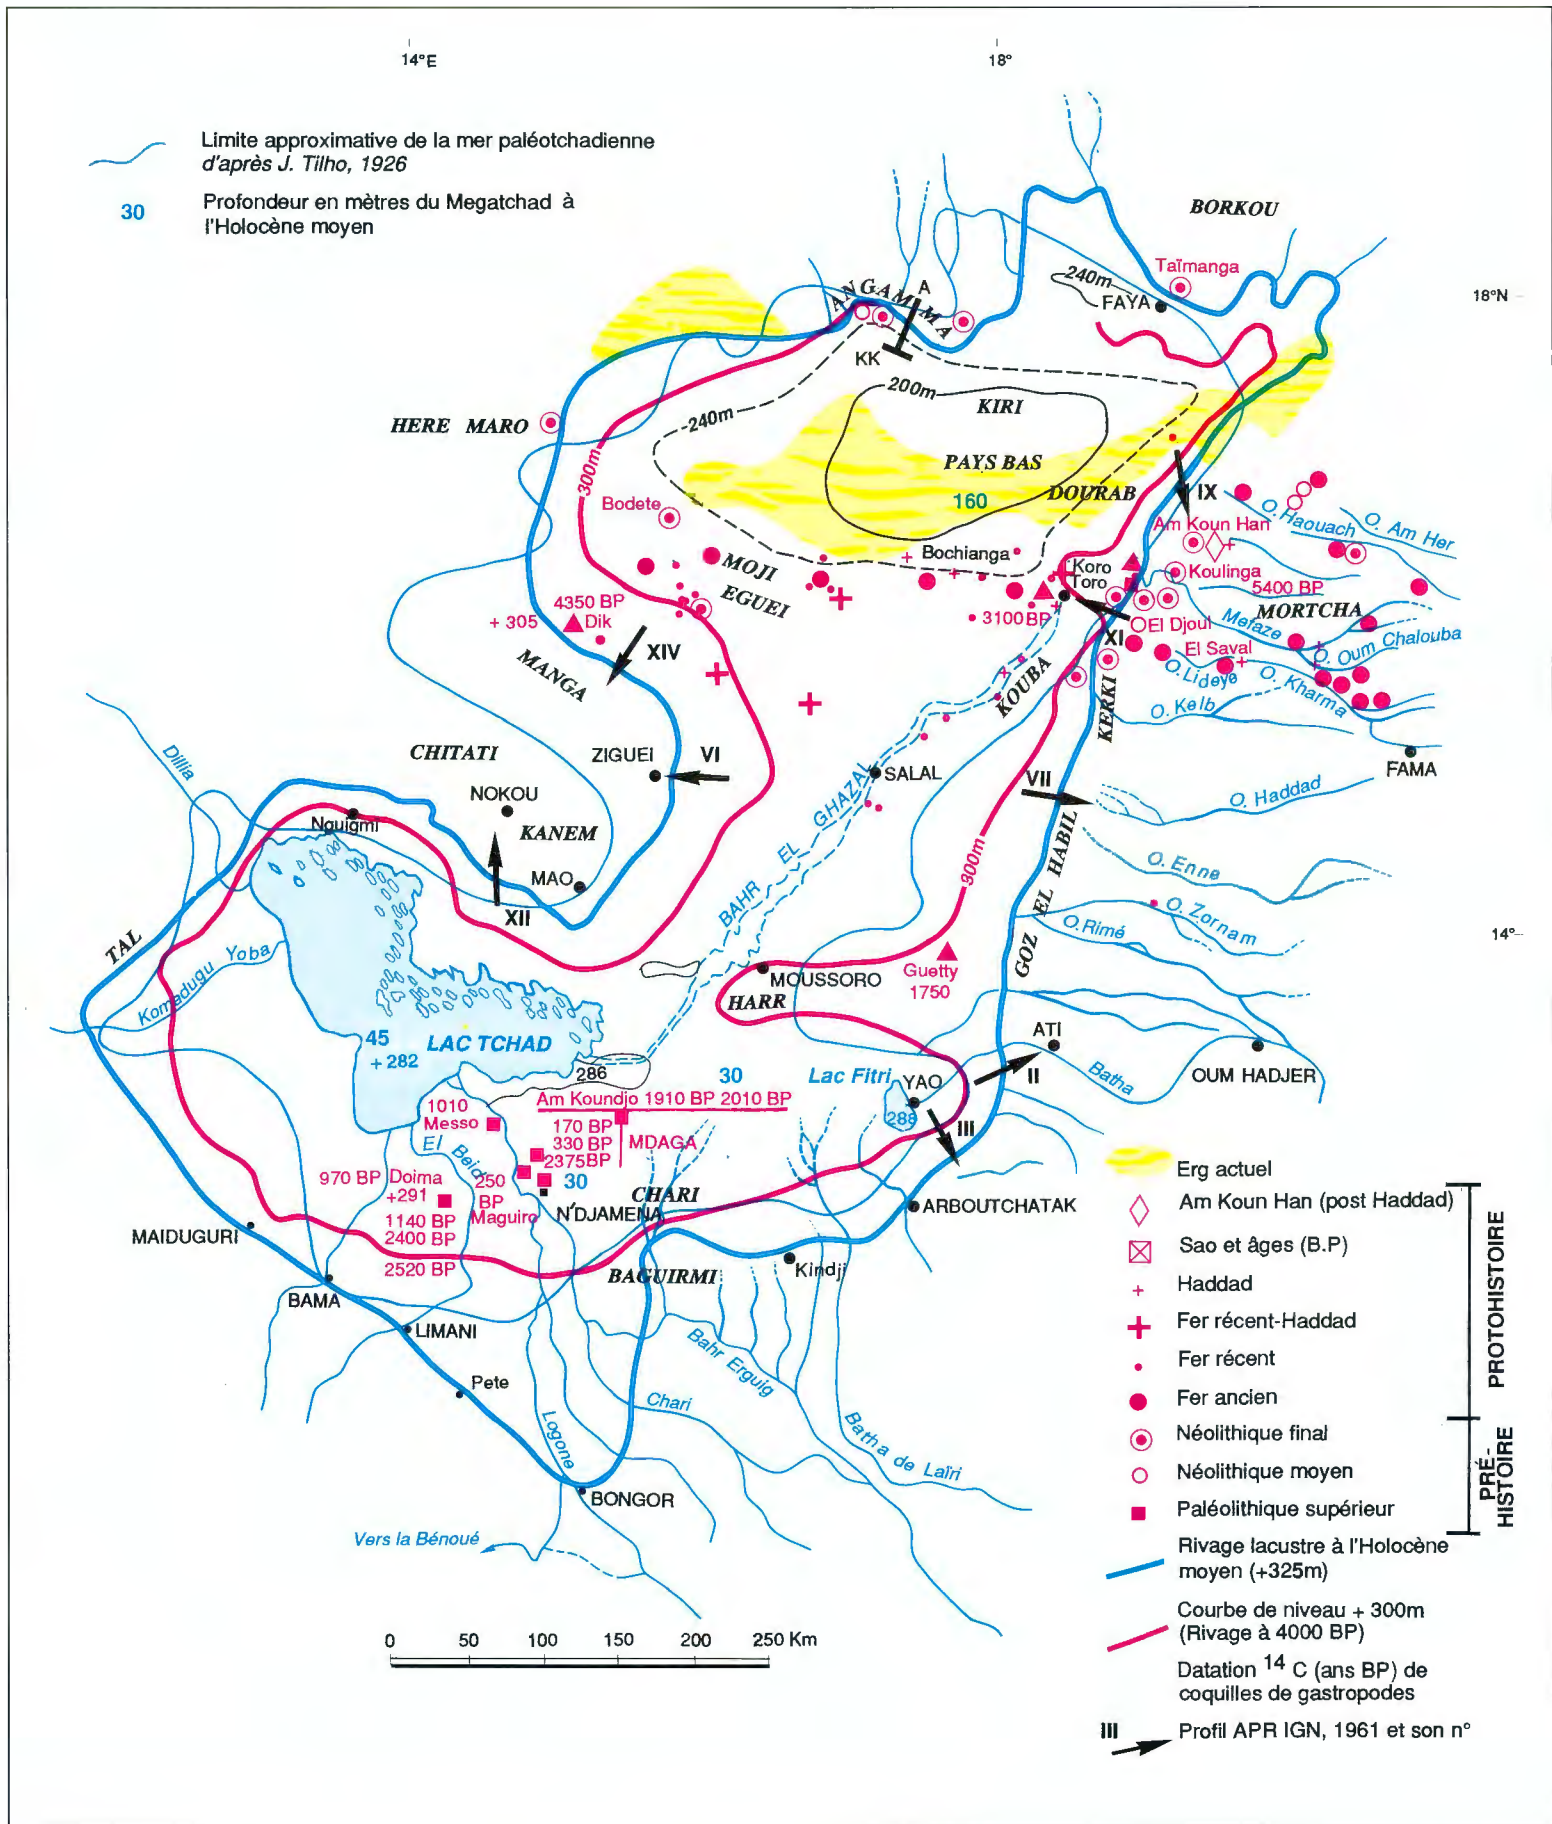 14°E
18°
Limite approximative de la mer paléotchadienne
d'après J. Tilho, 1926
30
Profondeur en mètres du Megatchad à
l'Holocène moyen
BORKOU
Taïmanga
240m
FAYA
18°N
ANGAMMA
A
KK
200m
KIRI
240m
HERE MARO
300m
PAYS BAS
160
DOURAB
IX
Bodete
O. Haouach
O. Am Her
Am Koun Han
Bochianga
MOJI
EGUEI
Koro
Toro
Koulinga
5400 BP
MORTCHA
4350 BP
+ 305
Dik
3100 BP
El Djoul
Mefaze
O. Oum Chalouba
XI
XIV
El Saval
MANGA
KOUBA
O. Lideye
O. Kharma
KERKI
O. Kelb
Dillia
CHITATI
ZIGUEI
VI
SALAL
FAMA
NOKOU
VII
O. Haddad
Nguigmi
KANEM
BAHR EL GHAZAL
300m
GOZ EL HABIL
O. Enne
MAO
XII
O. Zornam
O. Rimé
TAL
14°
Komadugu Yoba
Guetty
1750
MOUSSORO
HARR
45
+ 282
LAC TCHAD
ATI
286
30
Lac Fitri
YAO
II
Batha
OUM HADJER
288
Am Koundjo 1910 BP 2010 BP
1010
Messo
170 BP
330 BP
2375BP
MDAGA
III
El Beid
970 BP
Doima
+291
250
BP
Maguiro
30
1140 BP
2400 BP
2520 BP
CHARI
N'DJAMENA
ARBOUTCHATAK
MAIDUGURI
BAGUIRMI
Kindji
BAMA
LIMANI
Bahr Erguig
Pete
Chari
Logone
Batha de Laïri
BONGOR
Vers la Bénoué
0 50 100 150 200 250 Km
Erg actuel
Am Koun Han (post Haddad)
Sao et âges (B.P)
Haddad
Fer récent-Haddad
Fer récent
Fer ancien
PROTOHISTOIRE
Néolithique final
Néolithique moyen
Paléolithique supérieur
PRÉ-
HISTOIRE
Rivage lacustre à l'Holocène
moyen (+325m)
Courbe de niveau + 300m
(Rivage à 4000 BP)
Datation 14 C (ans BP) de
coquilles de gastropodes
III
Profil APR IGN, 1961 et son n°